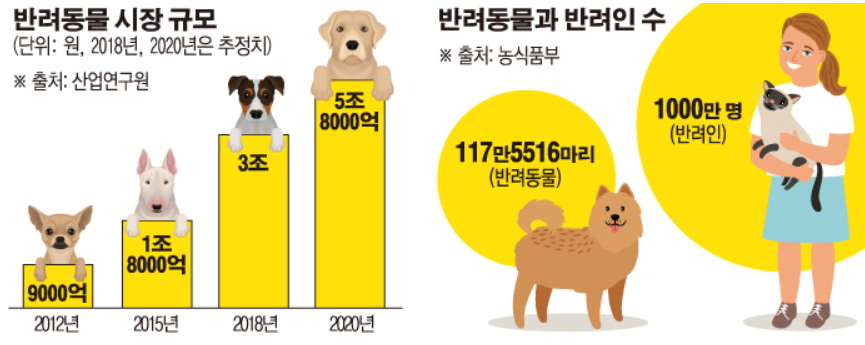 반려동물 시장 규모
(단위: 원, 2018년, 2020년은 추정치)
※ 출처: 산업연구원
9000억
1조
8000억
3조
5조
8000억
2012년
2015년
2018년
2020년
반려동물과 반려인 수
※ 출처: 농식품부
117만5516마리
(반려동물)
1000만 명
(반려인)